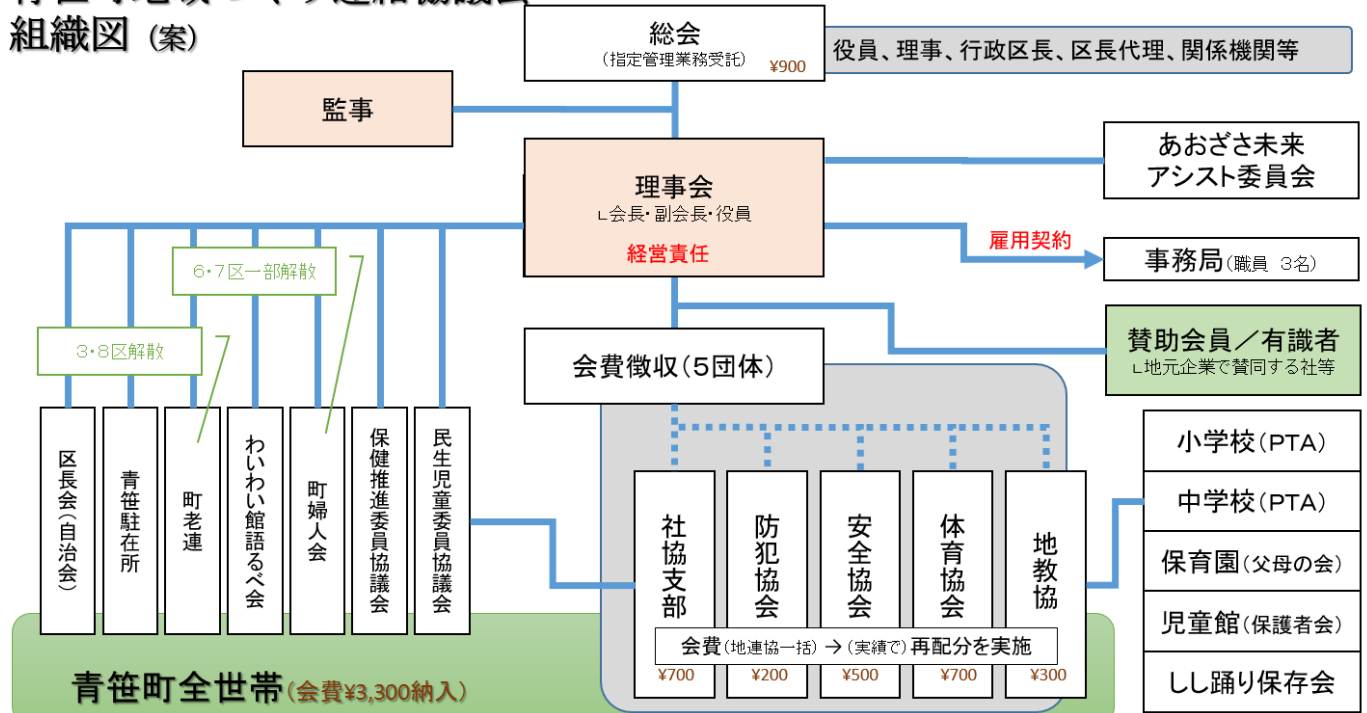 組織図（案）
総会
（指定管理業務受託） ¥900
役員、理事、行政区長、区長代理、関係機関等
監事
理事会
L会長・副会長・役員
経営責任
あおざさ未来
アシスト委員会
雇用契約
事務局（職員 3名）
6・7区一部解散
3・8区解散
会費徴収（5団体）
賛助会員／有識者
L地元企業で賛同する社等
区長会（自治会）
青笹駐在所
町老連
わいわい館語るべ会
町婦人会
保健推進委員協議会
民生児童委員協議会
社協支部
防犯協会
安全協会
体育協会
地教協
会費（地連協一括）→（実績で）再配分を実施
¥700
¥200
¥500
¥700
¥300
小学校（PTA）
中学校（PTA）
保育園（父母の会）
児童館（保護者会）
しし踊り保存会
青笹町全世帯（会費¥3,300納入）